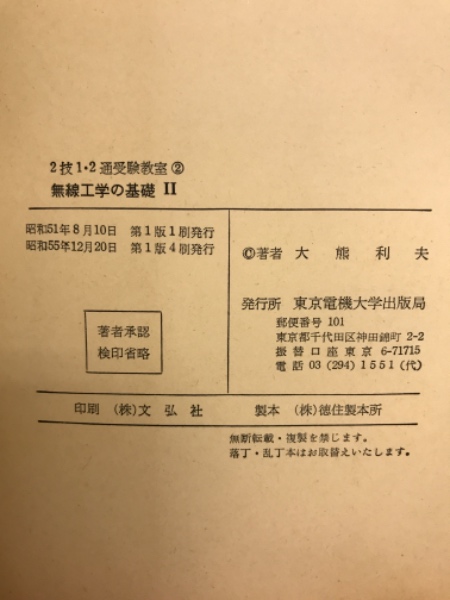 2技1・2通受験教室②
無線工学の基礎 II
昭和51年8月10日 第1版1刷発行
昭和55年12月20日 第1版4刷発行
著者承認
検印省略
©著者 大熊利夫
発行所 東京電機大学出版局
郵便番号 101
東京都千代田区神田錦町 2-2
振替口座東京 6-71715
電話 03 (294) 1551 (代)
印刷 (株)文弘社 製本 (株)徳住製本所
無断転載・複製を禁じます。
落丁・乱丁本はお取替えいたします。